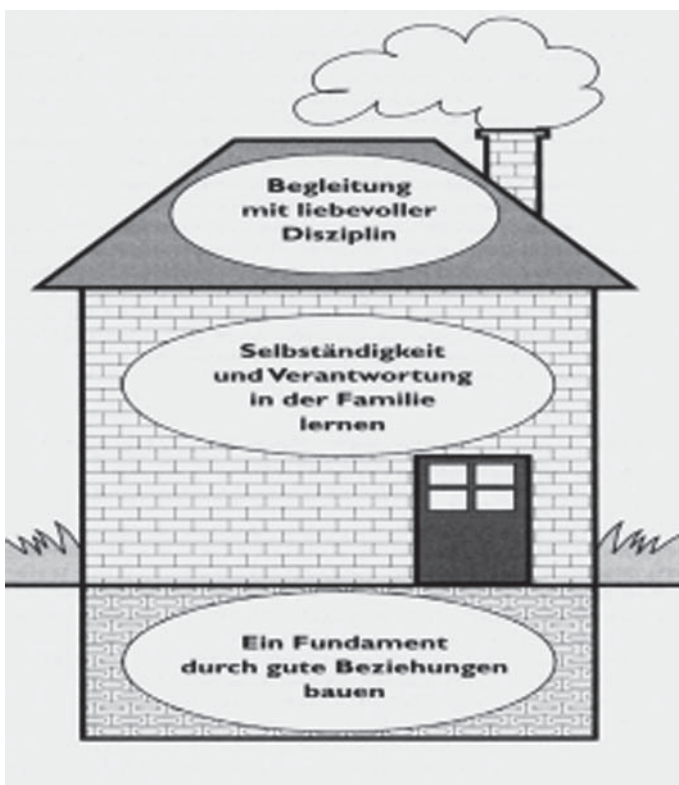 Begleitung
mit liebevoller
Disziplin
Selbständigkeit
und Verantwortung
in der Familie
lernen
Ein Fundament
durch gute Beziehungen
bauen